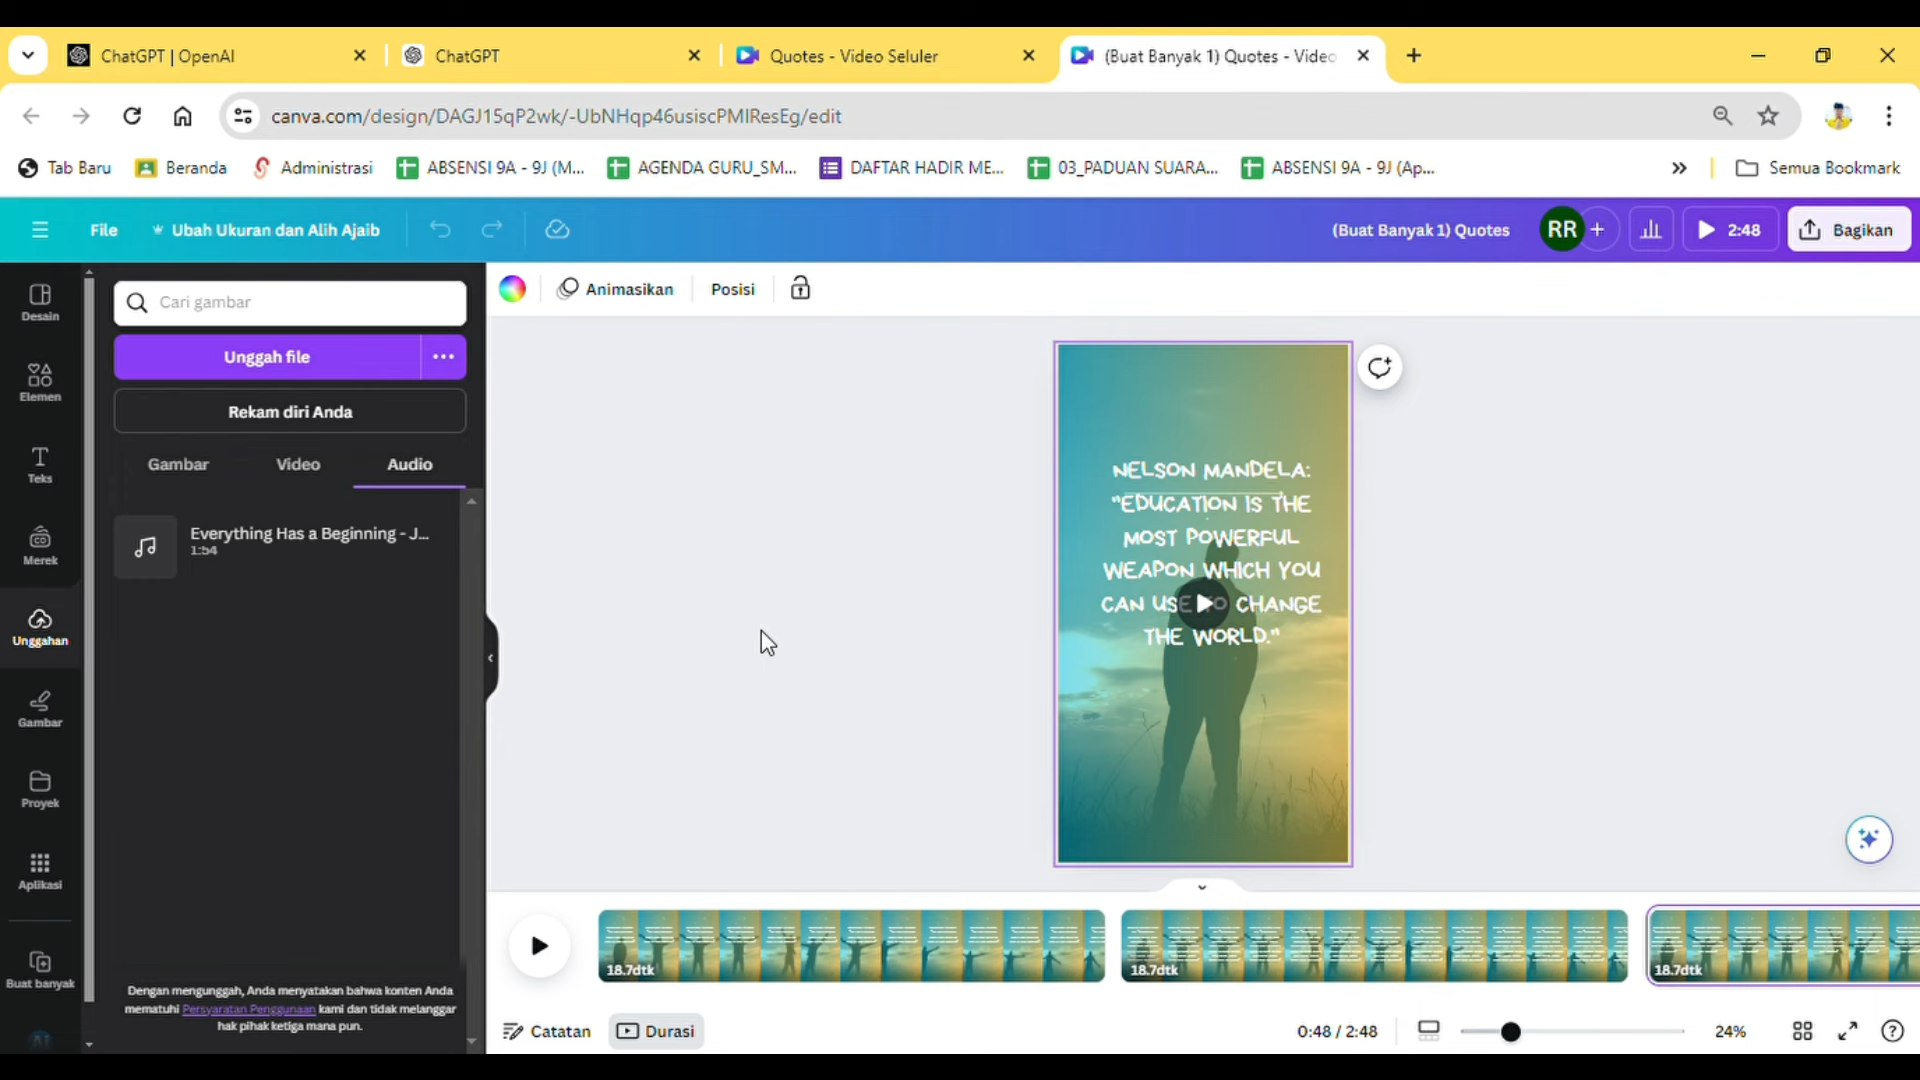 ChatGPT | OpenAI
ChatGPT
Quotes - Video Seluler
(Buat Banyak 1) Quotes - Video
canva.com/design/DAGJ15qP2wk/-UbNHqp46usiscPMlResEg/edit
Tab Baru
Beranda
Administrasi
ABSENSI 9A - 9J (M...
AGENDA GURU_SM...
DAFTAR HADIR ME...
03_PADUAN SUARA...
ABSENSI 9A - 9J (Ap...
Semua Bookmark
File
Ubah Ukuran dan Alih Ajaib
(Buat Banyak 1) Quotes
RR
2:48
Bagikan
Desain
Elemen
Teks
Merek
Unggahan
Gambar
Proyek
Aplikasi
Buat banyak
Cari gambar
Unggah file
Rekam diri Anda
Gambar
Video
Audio
Everything Has a Beginning - J...
1:54
Dengan mengunggah, Anda menyatakan bahwa konten Anda
mematuhi Persyaratan Penggunaan kami dan tidak melanggar
hak pihak ketiga mana pun.
Animasikan
Posisi
NELSON MANDELA:
"EDUCATION IS THE
MOST POWERFUL
WEAPON WHICH YOU
CAN USE TO CHANGE
THE WORLD."
18.7dtk
18.7dtk
18.7dtk
Catatan
Durasi
0:48 / 2:48
24%